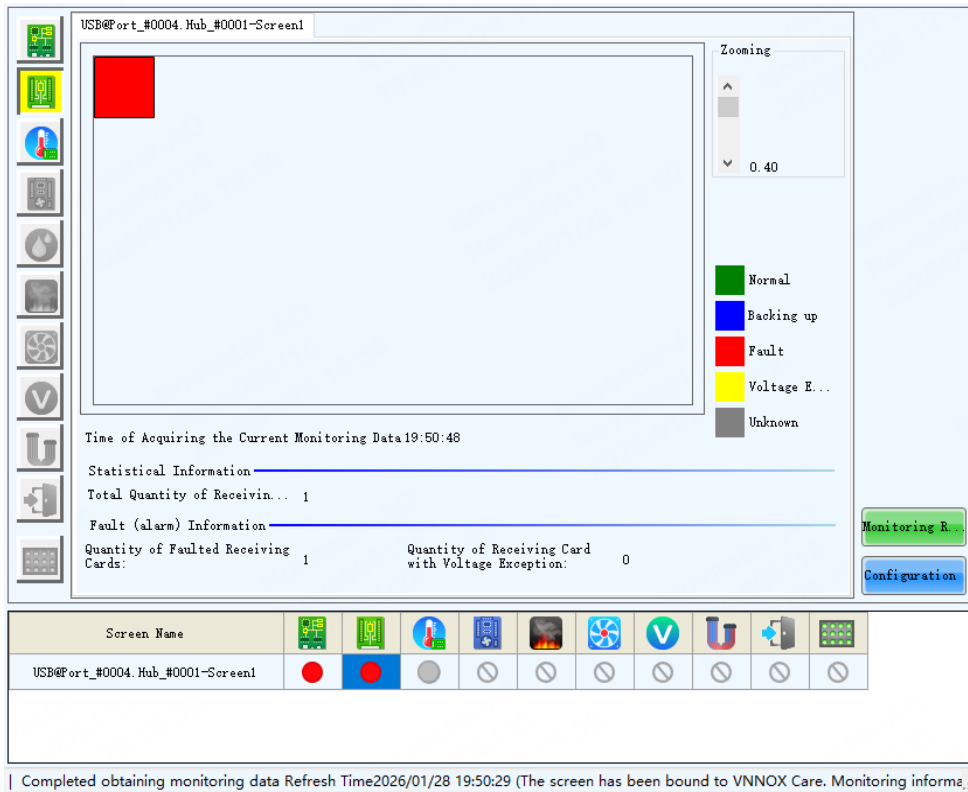 USB@Port_#0004.Hub_#0001-Screen1
Zooming
0.40
Normal
Backing up
Fault
Voltage E...
Unknown
Time of Acquiring the Current Monitoring Data 19:50:48
Statistical Information
Total Quantity of Receivin... 1
Fault (alarm) Information
Quantity of Faulted Receiving
Cards: 1
Quantity of Receiving Card
with Voltage Exception: 0
Monitoring R...
Configuration
Screen Name
USB@Port_#0004.Hub_#0001-Screen1
Completed obtaining monitoring data Refresh Time2026/01/28 19:50:29 (The screen has been bound to VNNOX Care. Monitoring informa